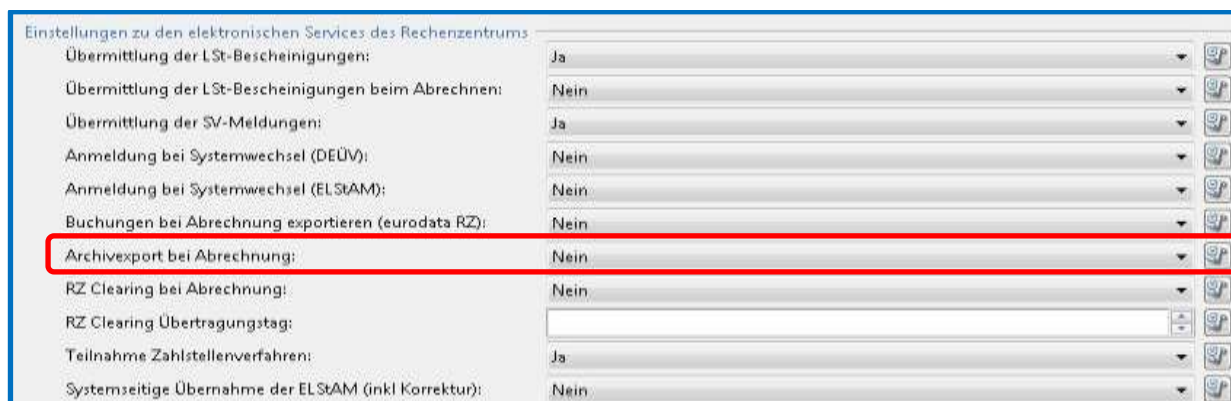 Einstellungen zu den elektronischen Services des Rechenzentrums
Übermittlung der LSt-Bescheinigungen: Ja
Übermittlung der LSt-Bescheinigungen beim Abrechnen: Nein
Übermittlung der SV-Meldungen: Ja
Anmeldung bei Systemwechsel (DEÜV): Nein
Anmeldung bei Systemwechsel (ELStAM): Nein
Buchungen bei Abrechnung exportieren (eurodata RZ): Nein
Archivexport bei Abrechnung: Nein
RZ Clearing bei Abrechnung: Nein
RZ Clearing Übertragungstag:
Teilnahme Zahlstellenverfahren: Ja
Systemseitige Übernahme der ELStAM (inkl Korrektur): Nein